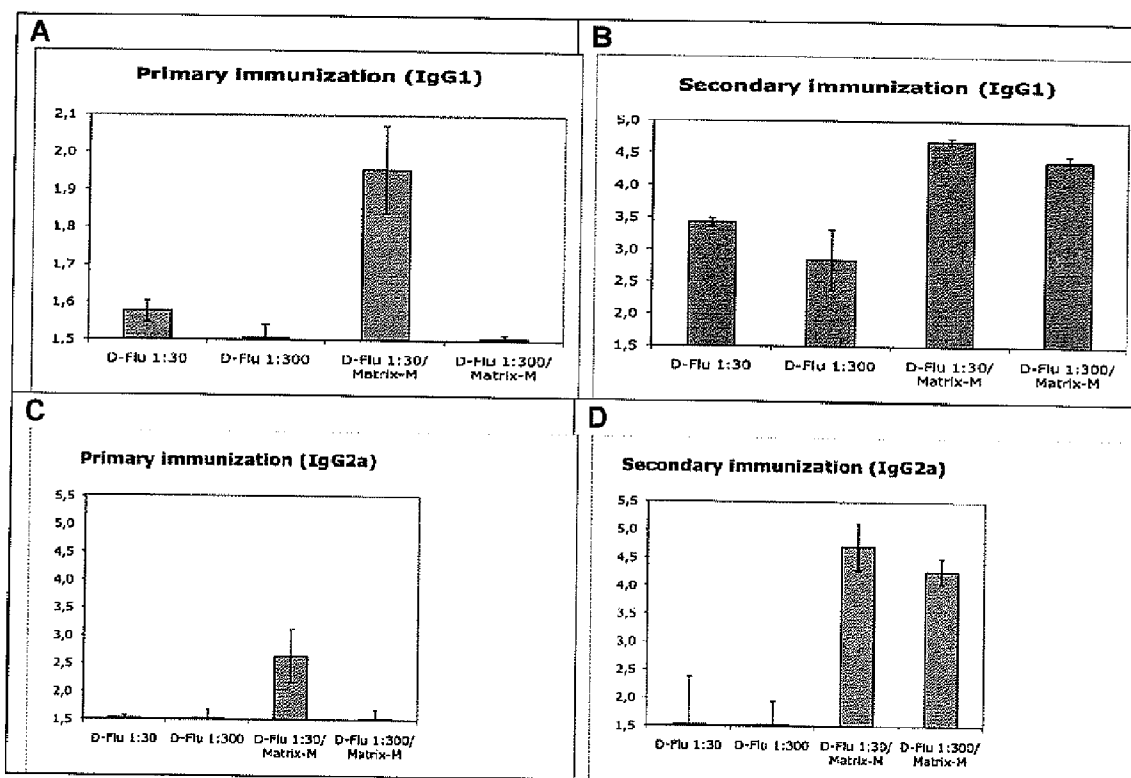 A
Primary immunization (IgG1)
2,1
2,0
1,9
1,8
1,7
1,6
1,5
D-Flu 1:30
D-Flu 1:300
D-Flu 1:30/
Matrix-M
D-Flu 1:300/
Matrix-M
B
Secondary immunization (IgG1)
5,0
4,5
4,0
3,5
3,0
2,5
2,0
1,5
D-Flu 1:30
D-Flu 1:300
D-Flu 1:30/
Matrix-M
D-Flu 1:300/
Matrix-M
C
Primary immunization (IgG2a)
5,5
5,0
4,5
4,0
3,5
3,0
2,5
2,0
1,5
D-Flu 1:30
D-Flu 1:300
D-Flu 1:30/
Matrix-M
D-Flu 1:300/
Matrix-M
D
Secondary immunization (IgG2a)
5,5
5,0
4,5
4,0
3,5
3,0
2,5
2,0
1,5
D-Flu 1:30
D-Flu 1:300
D-Flu 1:30/
Matrix-M
D-Flu 1:300/
Matrix-M